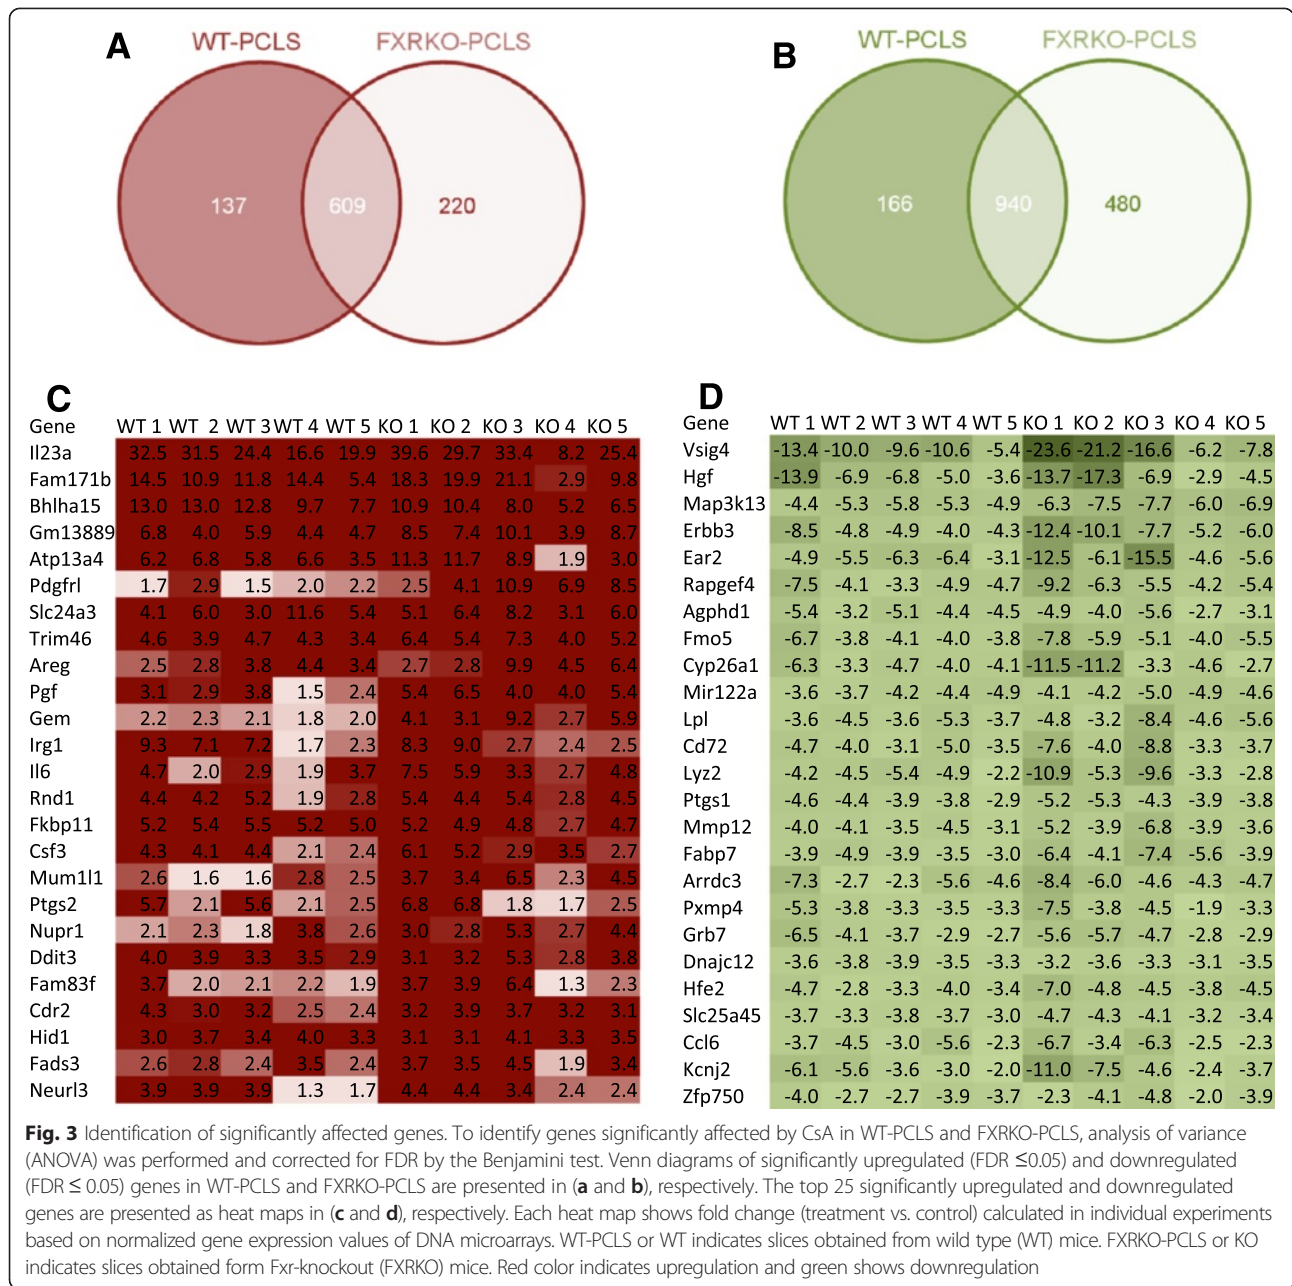 A
WT-PCLS FXRKO-PCLS
137 609 220
B
WT-PCLS FXRKO-PCLS
166 940 480
C
Gene WT 1 WT 2 WT 3 WT 4 WT 5 KO 1 KO 2 KO 3 KO 4 KO 5
Il23a 32.5 31.5 24.4 16.6 19.9 39.6 29.7 33.4 8.2 25.4
Fam171b 14.5 10.9 11.8 14.4 5.4 18.3 19.9 21.1 2.9 9.8
Bhlha15 13.0 13.0 12.8 9.7 7.7 10.9 10.4 8.0 5.2 6.5
Gm13889 6.8 4.0 5.9 4.4 4.7 8.5 7.4 10.1 3.9 8.7
Atp13a4 6.2 6.8 5.8 6.6 3.5 11.3 11.7 8.9 1.9 3.0
Pdgfrl 1.7 2.9 1.5 2.0 2.2 2.5 4.1 10.9 6.9 8.5
Slc24a3 4.1 6.0 3.0 11.6 5.4 5.1 6.4 8.2 3.1 6.0
Trim46 4.6 3.9 4.7 4.3 3.4 6.4 5.4 7.3 4.0 5.2
Areg 2.5 2.8 3.8 4.4 3.4 2.7 2.8 9.9 4.5 6.4
Pgf 3.1 2.9 3.8 1.5 2.4 5.4 6.5 4.0 4.0 5.4
Gem 2.2 2.3 2.1 1.8 2.0 4.1 3.1 9.2 2.7 5.9
Irg1 9.3 7.1 7.2 1.7 2.3 8.3 9.0 2.7 2.4 2.5
Il6 4.7 2.0 2.9 1.9 3.7 7.5 5.9 3.3 2.7 4.8
Rnd1 4.4 4.2 5.2 1.9 2.8 5.4 4.4 5.4 2.8 4.5
Fkbp11 5.2 5.4 5.5 5.2 5.0 5.2 4.9 4.8 2.7 4.7
Csf3 4.3 4.1 4.4 2.1 2.4 6.1 5.2 2.9 3.5 2.7
Mum1l1 2.6 1.6 1.6 2.8 2.5 3.7 3.4 6.5 2.3 4.5
Ptgs2 5.7 2.1 5.6 2.1 2.5 6.8 6.8 1.8 1.7 2.5
Nupr1 2.1 2.3 1.8 3.8 2.6 3.0 2.8 5.3 2.7 4.4
Ddit3 4.0 3.9 3.3 3.5 2.9 3.1 3.2 5.3 2.8 3.8
Fam83f 3.7 2.0 2.1 2.2 1.9 3.7 3.9 6.4 1.3 2.3
Cdr2 4.3 3.0 3.2 2.5 2.4 3.2 3.9 4.7 3.2 3.1
Hid1 3.0 3.7 3.4 4.0 3.3 3.1 3.1 4.1 3.3 3.5
Fads3 2.6 2.8 2.4 3.5 2.4 3.7 3.5 4.5 1.9 3.4
Neurl3 3.9 3.9 3.9 1.3 1.7 4.4 4.4 3.4 2.4 2.4
D
Gene WT 1 WT 2 WT 3 WT 4 WT 5 KO 1 KO 2 KO 3 KO 4 KO 5
Vsig4 -13.4 -10.0 -9.6 -10.6 -5.4 -23.6 -21.2 -16.6 -6.2 -7.8
Hgf -13.9 -6.9 -6.8 -5.0 -3.6 -13.7 -17.3 -6.9 -2.9 -4.5
Map3k13 -4.4 -5.3 -5.8 -5.3 -4.9 -6.3 -7.5 -7.7 -6.0 -6.9
Erbb3 -8.5 -4.8 -4.9 -4.0 -4.3 -12.4 -10.1 -7.7 -5.2 -6.0
Ear2 -4.9 -5.5 -6.3 -6.4 -3.1 -12.5 -6.1 -15.5 -4.6 -5.6
Rapgef4 -7.5 -4.1 -3.3 -4.9 -4.7 -9.2 -6.3 -5.5 -4.2 -5.4
Agphd1 -5.4 -3.2 -5.1 -4.4 -4.5 -4.9 -4.0 -5.6 -2.7 -3.1
Fmo5 -6.7 -3.8 -4.1 -4.0 -3.8 -7.8 -5.9 -5.1 -4.0 -5.5
Cyp26a1 -6.3 -3.3 -4.7 -4.0 -4.1 -11.5 -11.2 -3.3 -4.6 -2.7
Mir122a -3.6 -3.7 -4.2 -4.4 -4.9 -4.1 -4.2 -5.0 -4.9 -4.6
Lpl -3.6 -4.5 -3.6 -5.3 -3.7 -4.8 -3.2 -8.4 -4.6 -5.6
Cd72 -4.7 -4.0 -3.1 -5.0 -3.5 -7.6 -4.0 -8.8 -3.3 -3.7
Lyz2 -4.2 -4.5 -5.4 -4.9 -2.2 -10.9 -5.3 -9.6 -3.3 -2.8
Ptgs1 -4.6 -4.4 -3.9 -3.8 -2.9 -5.2 -5.3 -4.3 -3.9 -3.8
Mmp12 -4.0 -4.1 -3.5 -4.5 -3.1 -5.2 -3.9 -6.8 -3.9 -3.6
Fabp7 -3.9 -4.9 -3.9 -3.5 -3.0 -6.4 -4.1 -7.4 -5.6 -3.9
Arrdc3 -7.3 -2.7 -2.3 -5.6 -4.6 -8.4 -6.0 -4.6 -4.3 -4.7
Pxmp4 -5.3 -3.8 -3.3 -3.5 -3.3 -7.5 -3.8 -4.5 -1.9 -3.3
Grb7 -6.5 -4.1 -3.7 -2.9 -2.7 -5.6 -5.7 -4.7 -2.8 -2.9
Dnajc12 -3.6 -3.8 -3.8 -3.5 -3.3 -3.2 -3.6 -3.3 -3.1 -3.5
Hfe2 -4.7 -2.8 -3.3 -4.0 -3.4 -7.0 -4.8 -4.5 -3.8 -4.5
Slc25a45 -3.7 -3.3 -3.8 -3.7 -3.0 -4.7 -4.3 -4.1 -3.2 -3.4
Ccl6 -3.7 -4.5 -3.0 -5.6 -2.3 -6.7 -3.4 -6.3 -2.5 -2.3
Kcnj2 -6.1 -5.6 -3.6 -3.0 -2.0 -11.0 -7.5 -4.6 -2.4 -3.7
Zfp750 -4.0 -2.7 -2.7 -3.9 -3.7 -2.3 -4.1 -4.8 -2.0 -3.9
Fig. 3 Identification of significantly affected genes. To identify genes significantly affected by CsA in WT-PCLS and FXRKO-PCLS, analysis of variance
(ANOVA) was performed and corrected for FDR by the Benjamini test. Venn diagrams of significantly upregulated (FDR ≤0.05) and downregulated
(FDR ≤ 0.05) genes in WT-PCLS and FXRKO-PCLS are presented in (a and b), respectively. The top 25 significantly upregulated and downregulated
genes are presented as heat maps in (c and d), respectively. Each heat map shows fold change (treatment vs. control) calculated in individual experiments
based on normalized gene expression values of DNA microarrays. WT-PCLS or WT indicates slices obtained from wild type (WT) mice. FXRKO-PCLS or KO
indicates slices obtained form Fxr-knockout (FXRKO) mice. Red color indicates upregulation and green shows downregulation